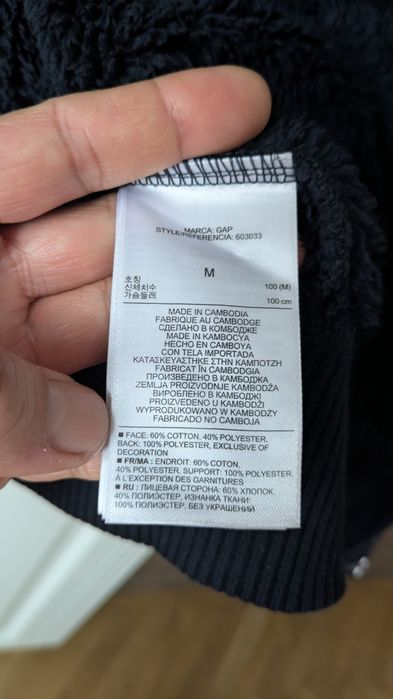 MARCA: GAP
STYLE/REFERENCIA: 603033
M
호칭
신체치수 100 (M)
가슴둘레 100 cm
MADE IN CAMBODIA
FABRIQUE AU CAMBODGE
СДЕЛАНО В КАМБОДЖЕ
MADE IN KAMBOCYA
HECHO EN CAMBOYA
CON TELA IMPORTADA
ΚΑΤΑΣΚΕΥΑΣΤΗΚΕ ΣΤΗΝ ΚΑΜΠΟΤΖΗ
FABRICAT IN CAMBODGIA
ПРОИЗВЕДЕНО В КАМБОДЖА
ZEMLJA PROIZVODNJE KAMBODŽA
ВИРОБЛЕНО В КАМБОДЖІ
PROIZVEDENO U KAMBODŽI
WYPRODUKOWANO W KAMBODŻY
FABRICADO NO CAMBOJA
■ FACE: 60% COTTON, 40% POLYESTER,
BACK: 100% POLYESTER, EXCLUSIVE OF
DECORATION
■ FR/MA : ENDROIT: 60% COTON,
40% POLYESTER, SUPPORT: 100% POLYESTER,
A L'EXCEPTION DES GARNITURES
■ RU : ЛИЦЕВАЯ СТОРОНА: 60% ХЛОПОК,
40% ПОЛИЭСТЕР, ИЗНАНКА ТКАНИ:
100% ПОЛИЭСТЕР, БЕЗ УКРАШЕНИЙ